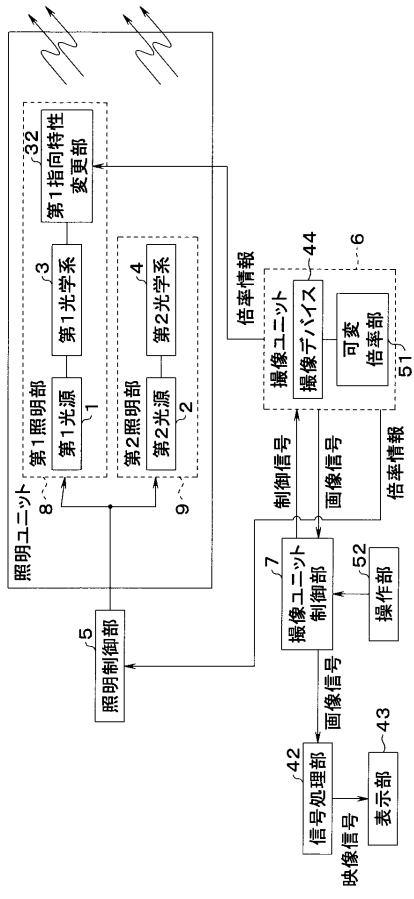 照明ユニット
第1照明部
8
第1光源
1
第1光学系
3
第1指向特性
変更部
32
第2照明部
9
第2光源
2
第2光学系
4
照明制御部
5
倍率情報
6
撮像ユニット
撮像デバイス
44
可変
倍率部
51
倍率情報
制御信号
画像信号
7
撮像ユニット
制御部
52
操作部
画像信号
42
信号処理部
映像信号
43
表示部